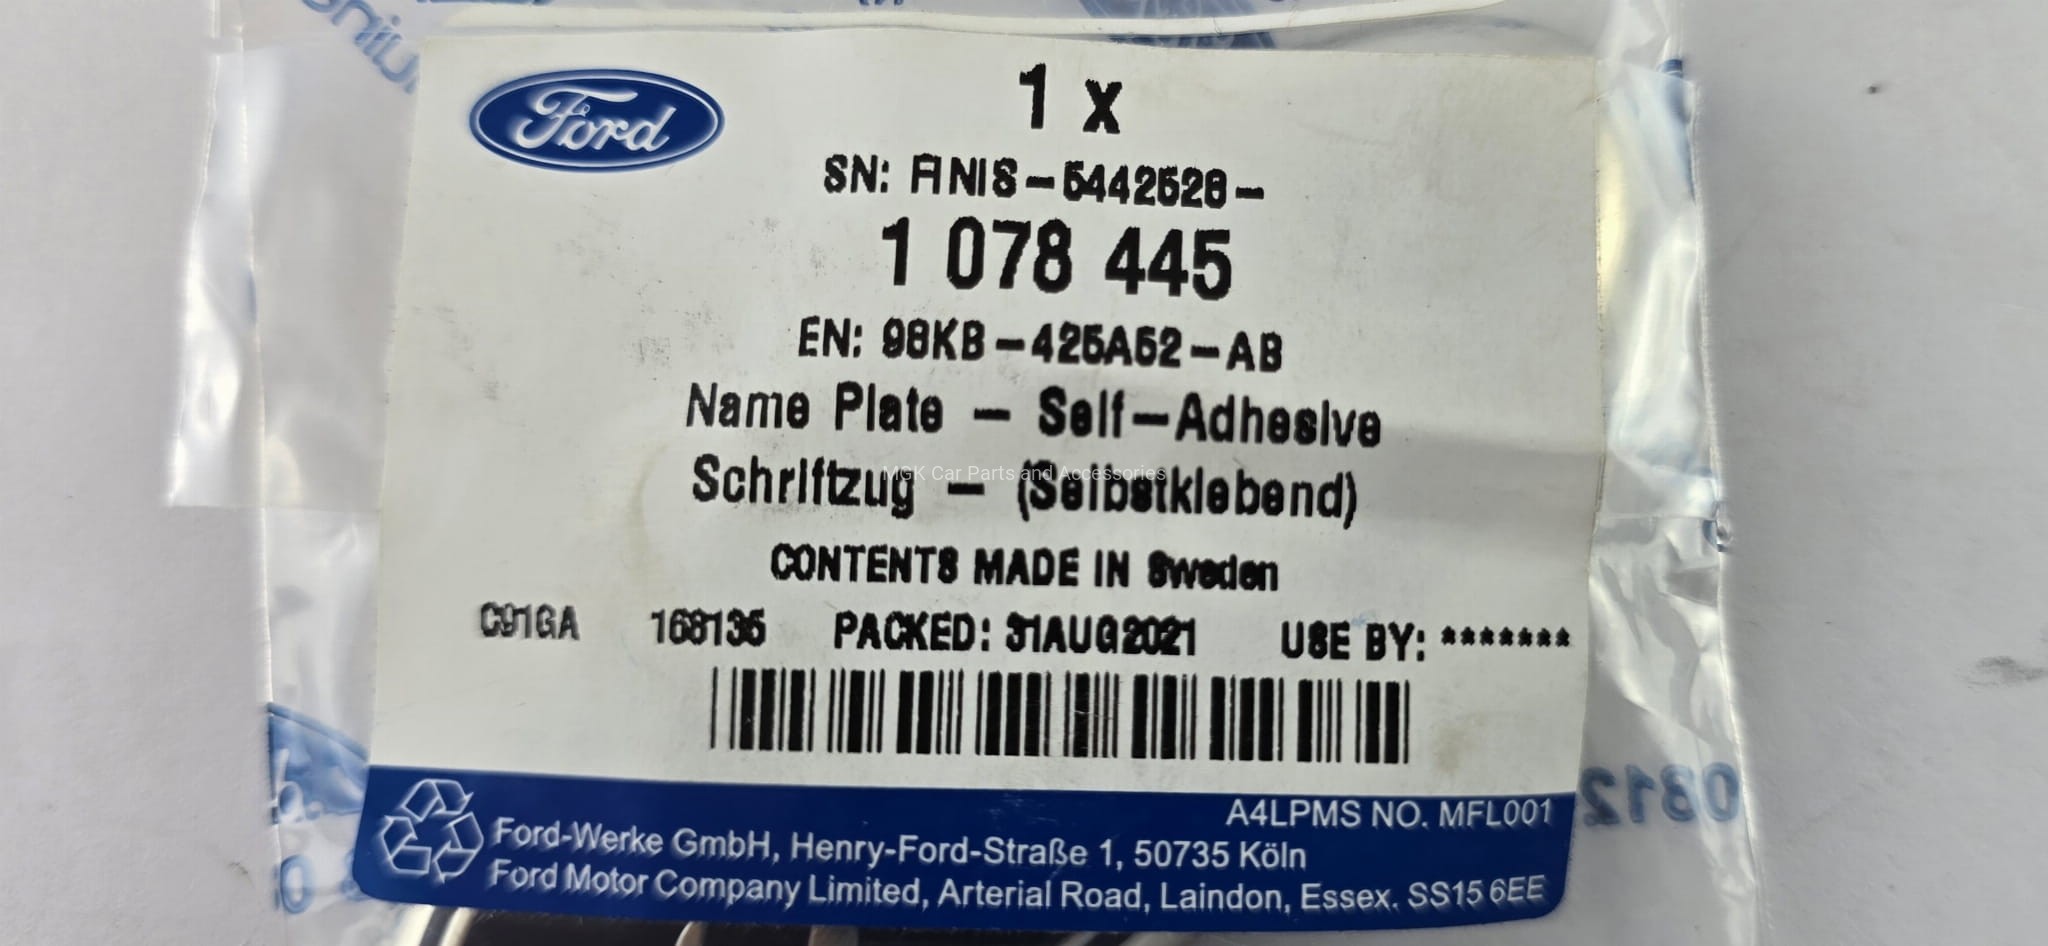 Ford
1 x
SN: FINIS-5442528-
1 078 445
EN: 98KB-425A52-AB
Name Plate - Self-Adhesive
Schriftzug - (Selbstklebend)
MGK Car Parts and Accessories
CONTENTS MADE IN Sweden
C91GA 168135 PACKED: 31AUG2021 USE BY: *******
A4LPMS NO. MFL001
Ford-Werke GmbH, Henry-Ford-Straße 1, 50735 Köln
Ford Motor Company Limited, Arterial Road, Laindon, Essex. SS15 6EE